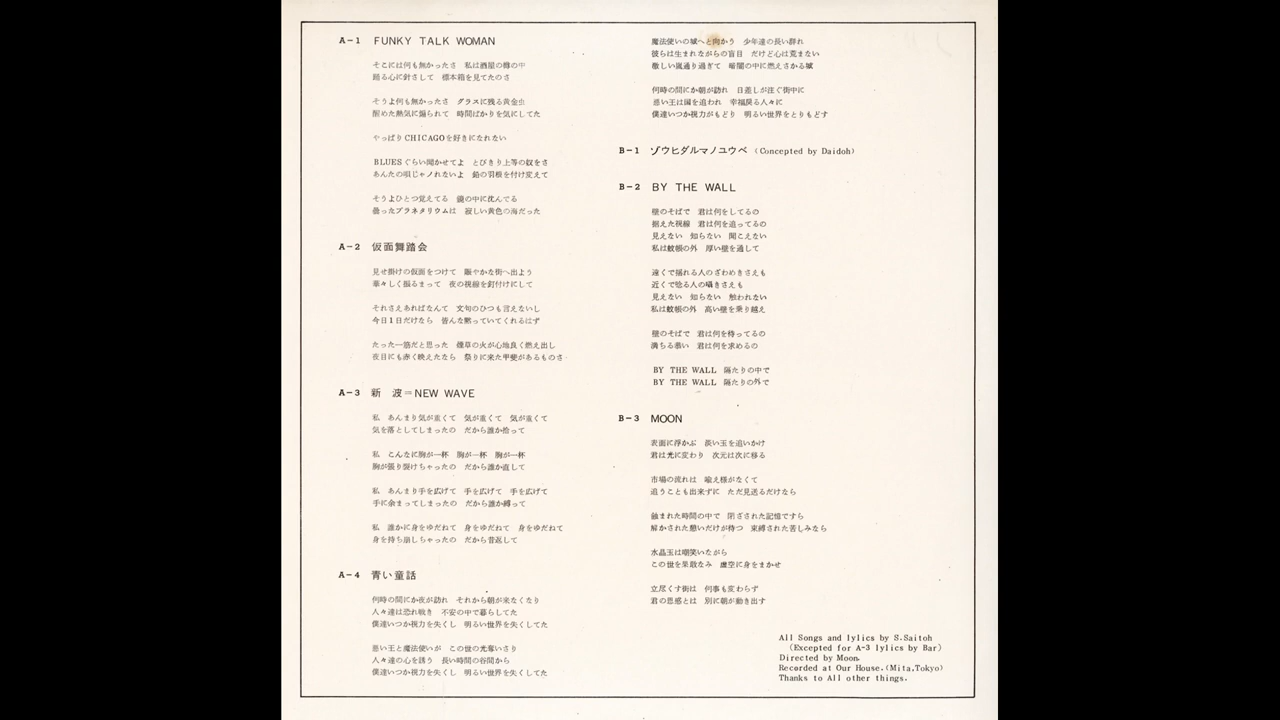 A-1 FUNKY TALK WOMAN
そこには何も無かったさ 私は酒屋の樽の中
踊る心に針さして 標本箱を見てたのさ
そうよ何も無かったさ グラスに残る黄金虫
醒めた熱気に煽られて 時間ばかりを気にしてた
やっぱりCHICAGOを好きになれない
BLUESぐらい聞かせてよ とびきり上等の奴をさ
あんたの唄じゃノれないよ 鉛の羽根を付け変えて
そうよひとつ覚えてる 鏡の中に沈んでる
曇ったプラネタリウムは 寂しい黄色の海だった
A-2 仮面舞踏会
見せ掛けの仮面をつけて 賑やかな街へ出よう
華々しく振るまって 夜の視線を釘付けにして
それさえあればなんて 文句のひつも言えないし
今日1日だけなら 皆んな黙っていてくれるはず
たった一筋だと思った 煙草の火が心地良く燃え出し
夜目にも赤く映えたなら 祭りに来た甲斐があるものさ
A-3 新 波=NEW WAVE
私 あんまり気が重くて 気が重くて 気が重くて
気を落としてしまったの だから誰か拾って
私 こんなに胸が一杯 胸が一杯 胸が一杯
胸が張り裂けちゃったの だから誰か直して
私 あんまり手を広げて 手を広げて 手を広げて
手に余まってしまったの だから誰か縛って
私 誰かに身をゆだねて 身をゆだねて 身をゆだねて
身を持ち崩しちゃったの だから昔返して
A-4 青い童話
何時の間にか夜が訪れ それから朝が来なくなり
人々達は恐れ戦き 不安の中で暮らしてた
僕達いつか視力を失くし 明るい世界を失くしてた
悪い王と魔法使いが この世の光奪いさり
人々達の心を誘う 長い時間の谷間から
僕達いつか視力を失くし 明るい世界を失くしてた
魔法使いの城へと向かう 少年達の長い群れ
彼らは生まれながらの盲目 だけど心は荒まない
激しい嵐通り過ぎて 暗闇の中に燃えさかる城
何時の間にか朝が訪れ 日差しが注ぐ街中に
悪い王は国を追われ 幸福戻る人々に
僕達いつか視力がもどり 明るい世界をとりもどす
B-1 ゾウヒダルマノユウベ (Concepted by Daidoh)
B-2 BY THE WALL
壁のそばで 君は何をしてるの
据えた視線 君は何を追ってるの
見えない 知らない 聞こえない
私は蚊帳の外 厚い壁を通して
遠くで揺れる人のざわめきさえも
近くで唸る人の囁きさえも
見えない 知らない 触われない
私は蚊帳の外 高い壁を乗り越え
壁のそばで 君は何を待ってるの
満ちる想い 君は何を求めるの
BY THE WALL 隔たりの中で
BY THE WALL 隔たりの外で
B-3 MOON
表面に浮かぶ 淡い玉を追いかけ
君は光に変わり 次元は次に移る
市場の流れは 喩え様がなくて
追うことも出来ずに ただ見送るだけなら
蝕まれた時間の中で 閉ざされた記憶ですら
解かされた憩いだけが待つ 束縛された苦しみなら
水晶玉は嘲笑いながら
この世を呆散なみ 虚空に身をまかせ
立尽くす街は 何事も変わらず
君の思惑とは 別に朝が動き出す
All Songs and lylics by S.Saitoh
(Excepted for A-3 lylics by Bar)
Directed by Moon.
Recorded at Our House.(Mita,Tokyo)
Thanks to All other things.